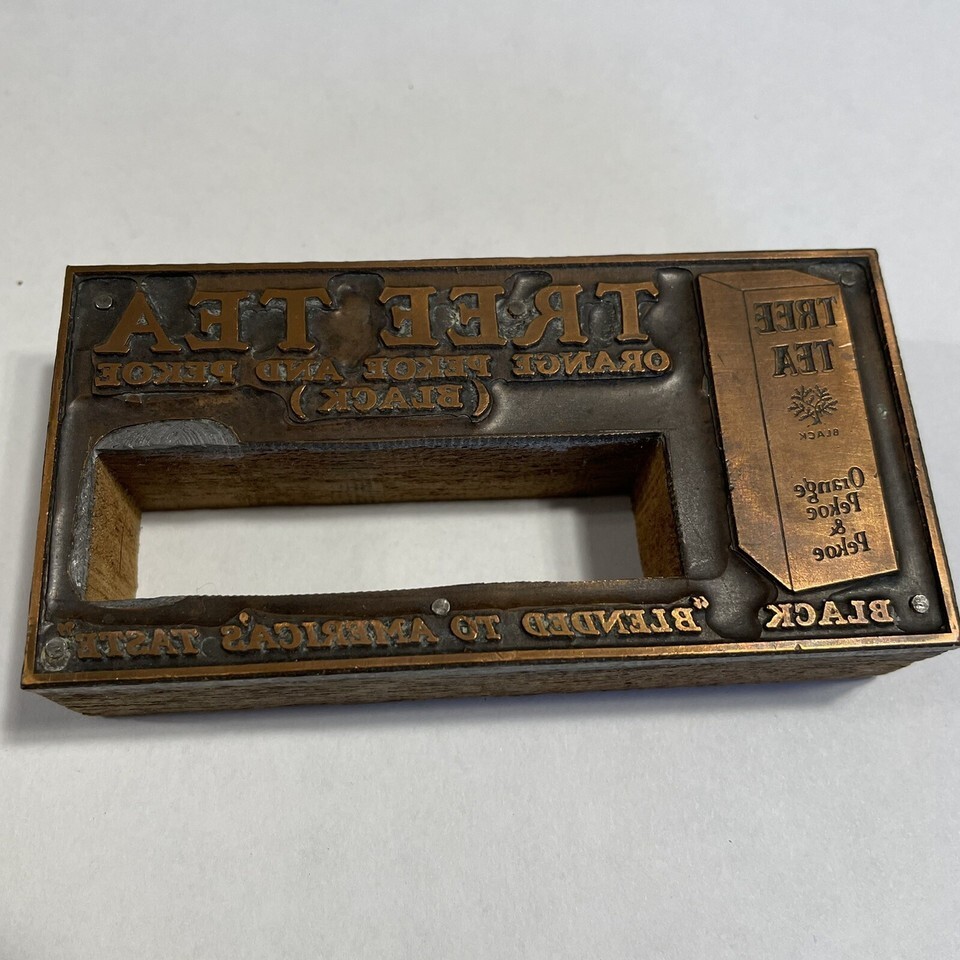 TREE TEA
ORANGE PEKOE AND PEKOE
(BLACK)
"BLENDED TO AMERICA'S TASTE"
TREE
TEA
BLACK
Orange
Pekoe
&
Pekoe
BLACK